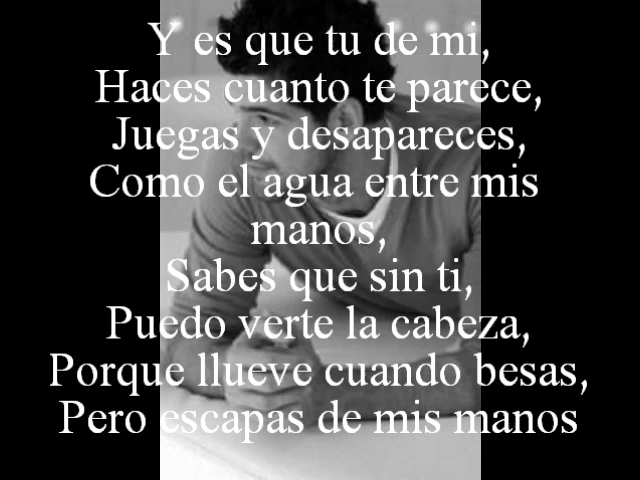 Y es que tu de mi,
Haces cuanto te parece,
Juegas y desapareces,
Como el agua entre mis
manos,
Sabes que sin ti,
Puedo verte la cabeza,
Porque llueve cuando besas,
Pero escapas de mis manos